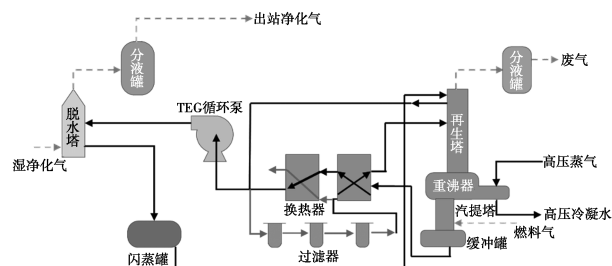 出站净化气
分液罐
分液罐
废气
脱水塔
TEG循环泵
再生塔
湿净化气
高压蒸气
重沸器
换热器
汽提塔
高压冷凝水
燃料气
闪蒸罐
过滤器
缓冲罐